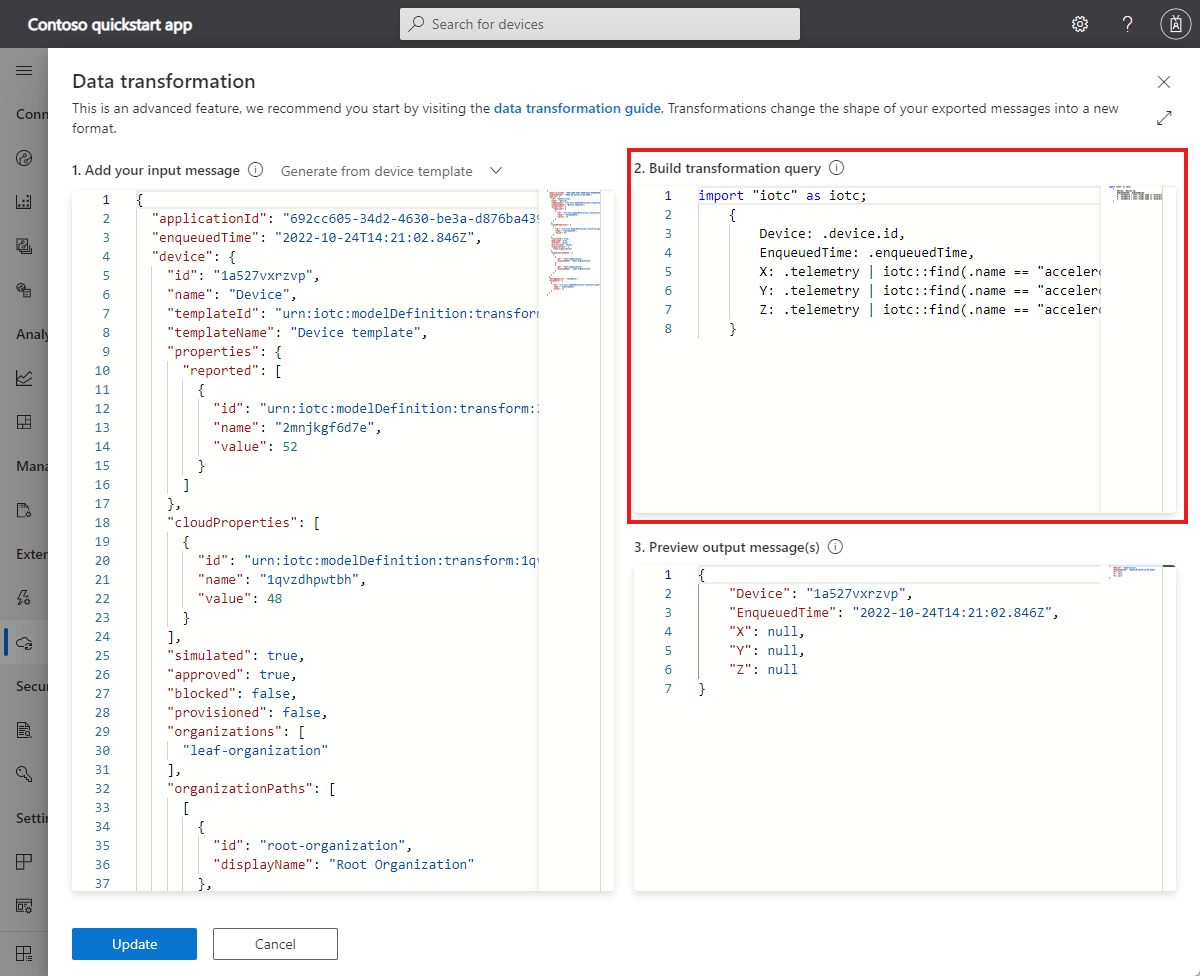 Contoso quickstart app
Search for devices
Data transformation
This is an advanced feature, we recommend you start by visiting the data transformation guide. Transformations change the shape of your exported messages into a new
format.
Conn
Analy
Mana
Exten
Secu
Settin
1. Add your input message
Generate from device template
1 {
2 "applicationId": "692cc605-34d2-4630-be3a-d876ba439
3 "enqueuedTime": "2022-10-24T14:21:02.846Z",
4 "device": {
5 "id": "1a527vxrzvp",
6 "name": "Device",
7 "templateId": "urn:iotc:modelDefinition:transform
8 "templateName": "Device template",
9 "properties": {
10 "reported": [
11 {
12 "id": "urn:iotc:modelDefinition:transform:
13 "name": "2mnjkgf6d7e",
14 "value": 52
15 }
16 ]
17 },
18 "cloudProperties": [
19 {
20 "id": "urn:iotc:modelDefinition:transform:1qv
21 "name": "1qvzdhpwtbh",
22 "value": 48
23 }
24 ],
25 "simulated": true,
26 "approved": true,
27 "blocked": false,
28 "provisioned": false,
29 "organizations": [
30 "leaf-organization"
31 ],
32 "organizationPaths": [
33 [
34 {
35 "id": "root-organization",
36 "displayName": "Root Organization"
37 },
2. Build transformation query
1 import "iotc" as iotc;
2 {
3 Device: .device.id,
4 EnqueuedTime: .enqueuedTime,
5 X: .telemetry | iotc::find(.name == "accelero
6 Y: .telemetry | iotc::find(.name == "accelero
7 Z: .telemetry | iotc::find(.name == "accelero
8 }
3. Preview output message(s)
1 {
2 "Device": "1a527vxrzvp",
3 "EnqueuedTime": "2022-10-24T14:21:02.846Z",
4 "X": null,
5 "Y": null,
6 "Z": null
7 }
Update
Cancel